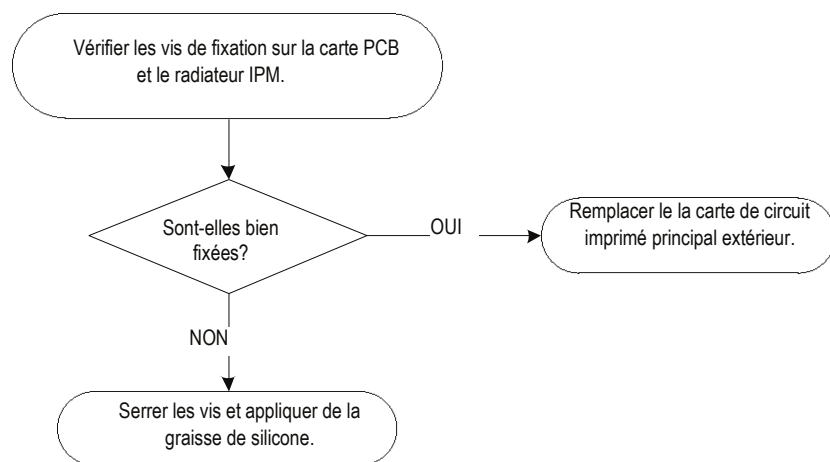 Vérifier les vis de fixation sur la carte PCB
et le radiateur IPM.
Sont-elles bien
fixées?
OUI
Remplacer le la carte de circuit
imprimé principal extérieur.
NON
Serrer les vis et appliquer de la
graisse de silicone.